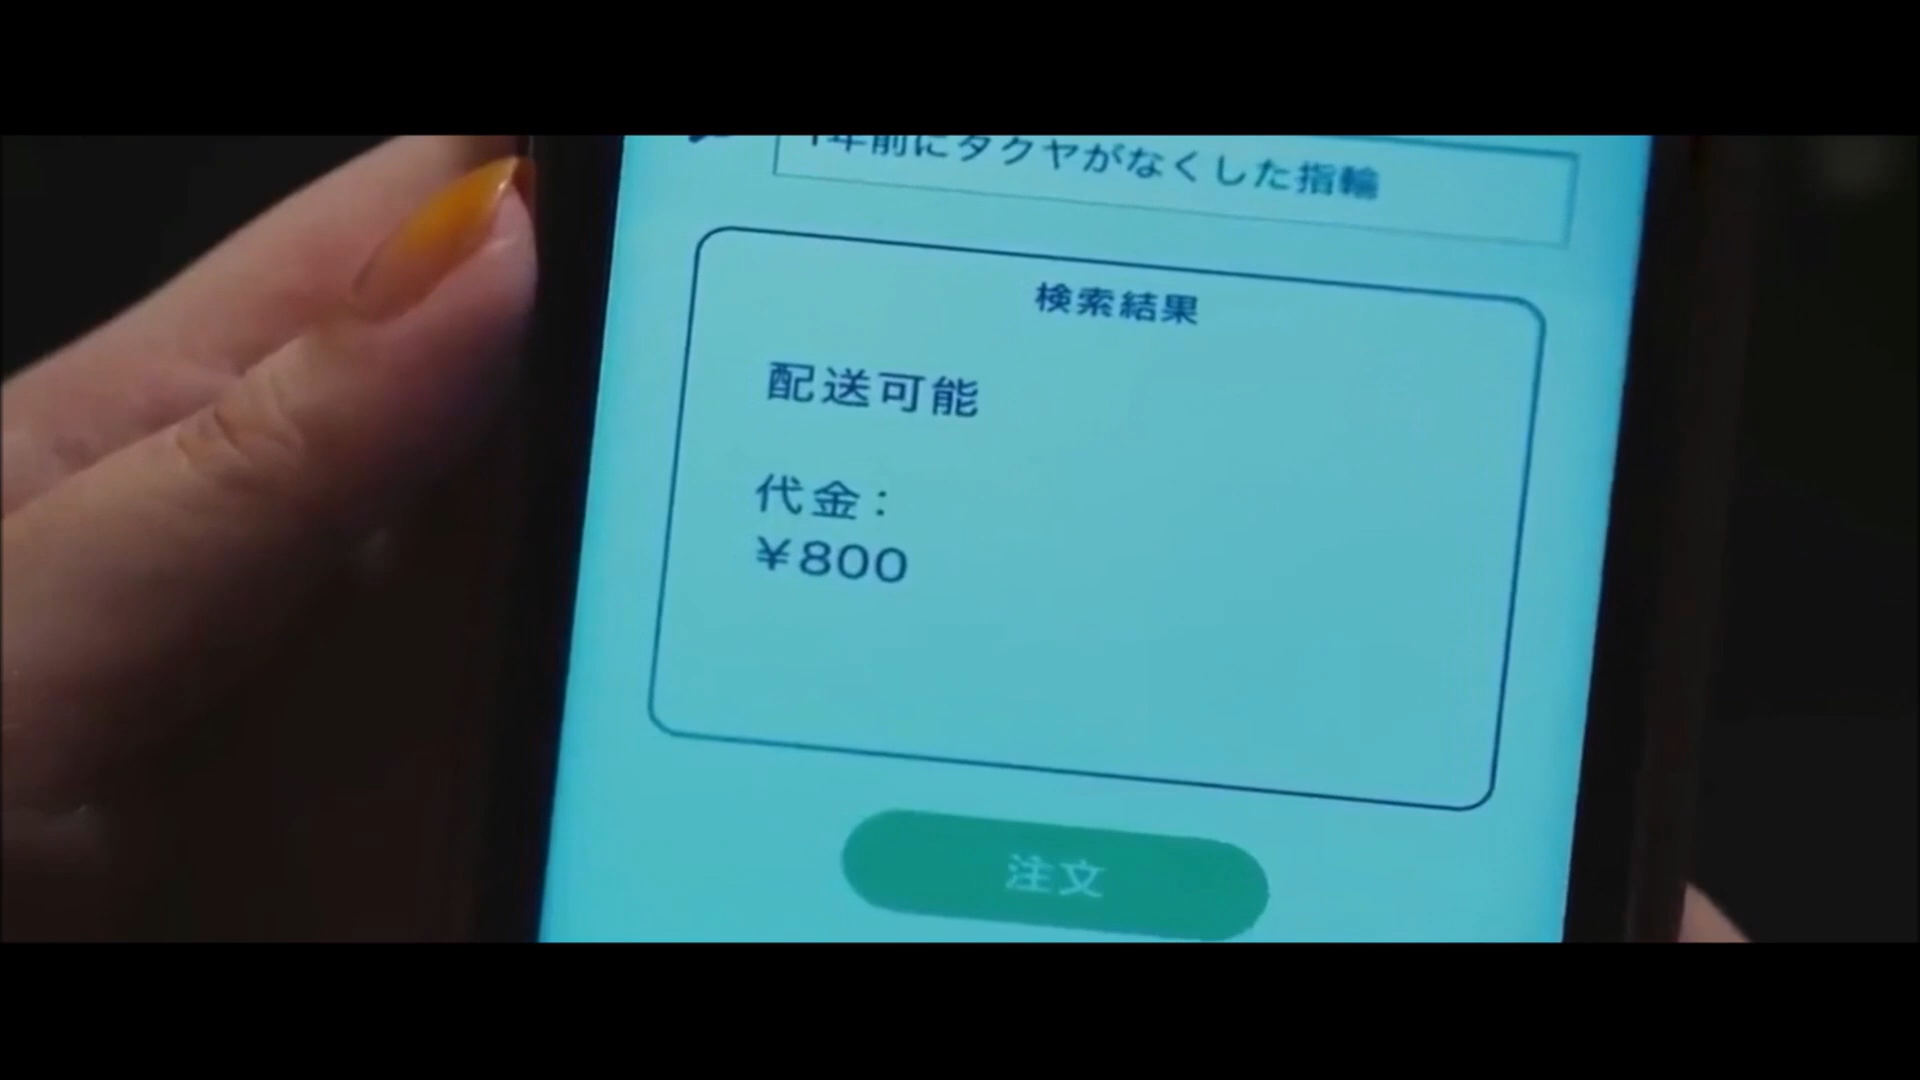 1年前にタクヤがなくした指輪
検索結果
配送可能
代金:
¥800
注文